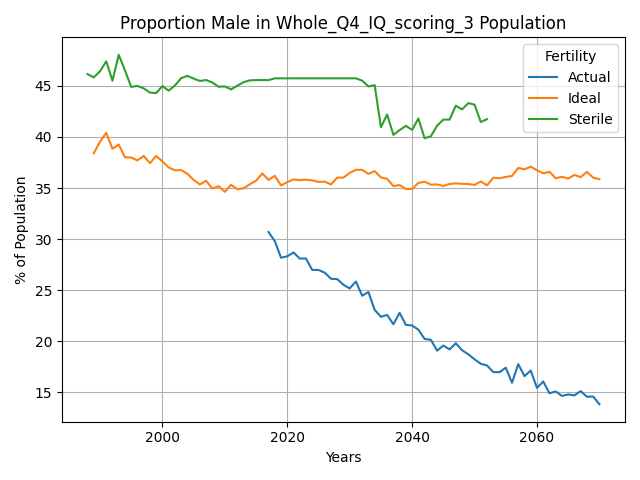 Proportion Male in Whole_Q4_IQ_scoring_3 Population
Fertility
Actual
Ideal
Sterile
% of Population
45
40
35
30
25
20
15
2000
2020
2040
2060
Years